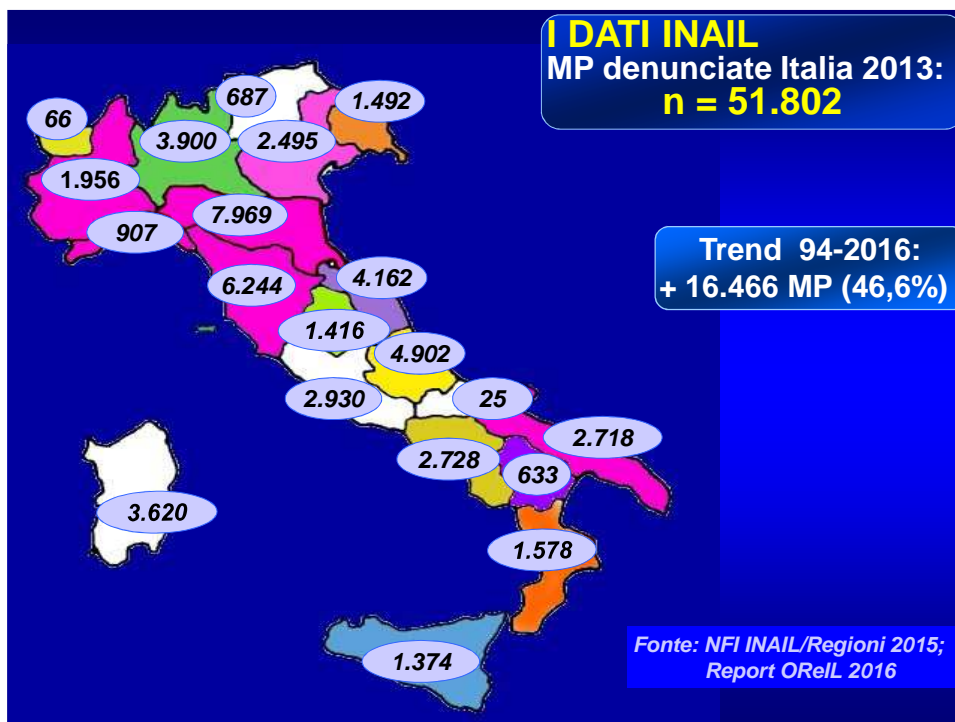 I DATI INAIL
MP denunciate Italia 2013:
n = 51.802
687
1.492
66
3.900
2.495
1.956
7.969
907
Trend 94-2016:
+ 16.466 MP (46,6%)
6.244
4.162
1.416
4.902
2.930
25
2.718
2.728
633
3.620
1.578
1.374
Fonte: NFI INAIL/Regioni 2015;
Report OReIL 2016